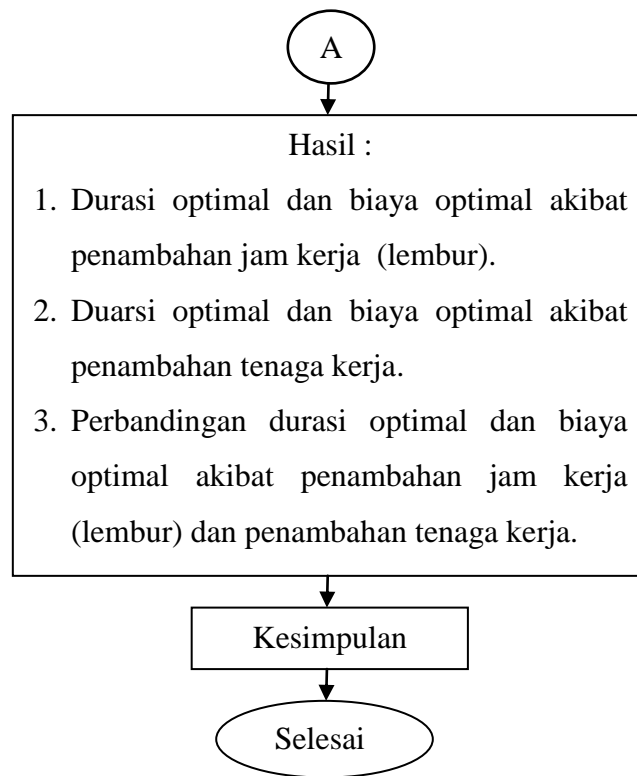 A
Hasil :
1. Durasi optimal dan biaya optimal akibat
penambahan jam kerja (lembur).
2. Duarsi optimal dan biaya optimal akibat
penambahan tenaga kerja.
3. Perbandingan durasi optimal dan biaya
optimal akibat penambahan jam kerja
(lembur) dan penambahan tenaga kerja.
Kesimpulan
Selesai